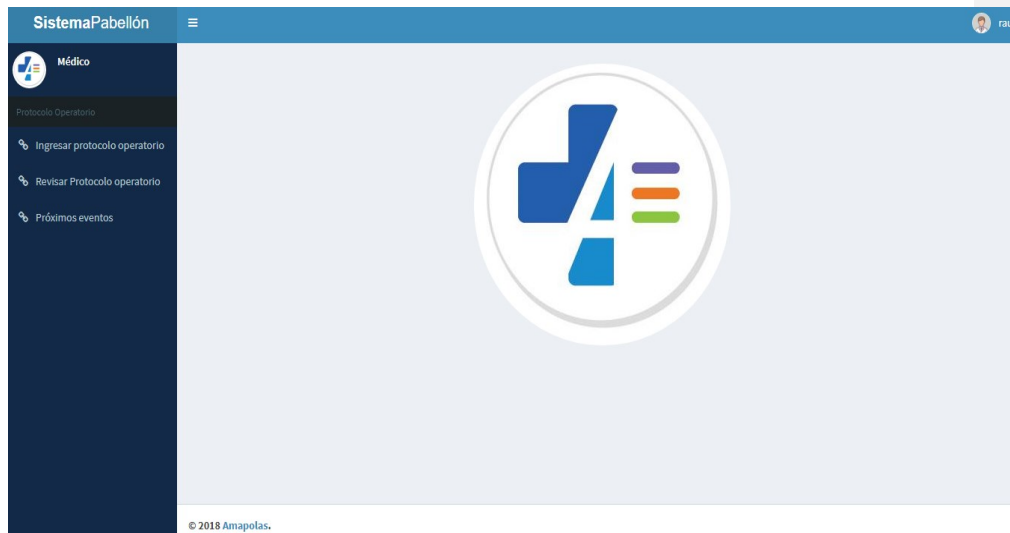 SistemaPabellón
Médico
Protocolo Operatorio
Ingresar protocolo operatorio
Revisar Protocolo operatorio
Próximos eventos
© 2018 Amapolas.